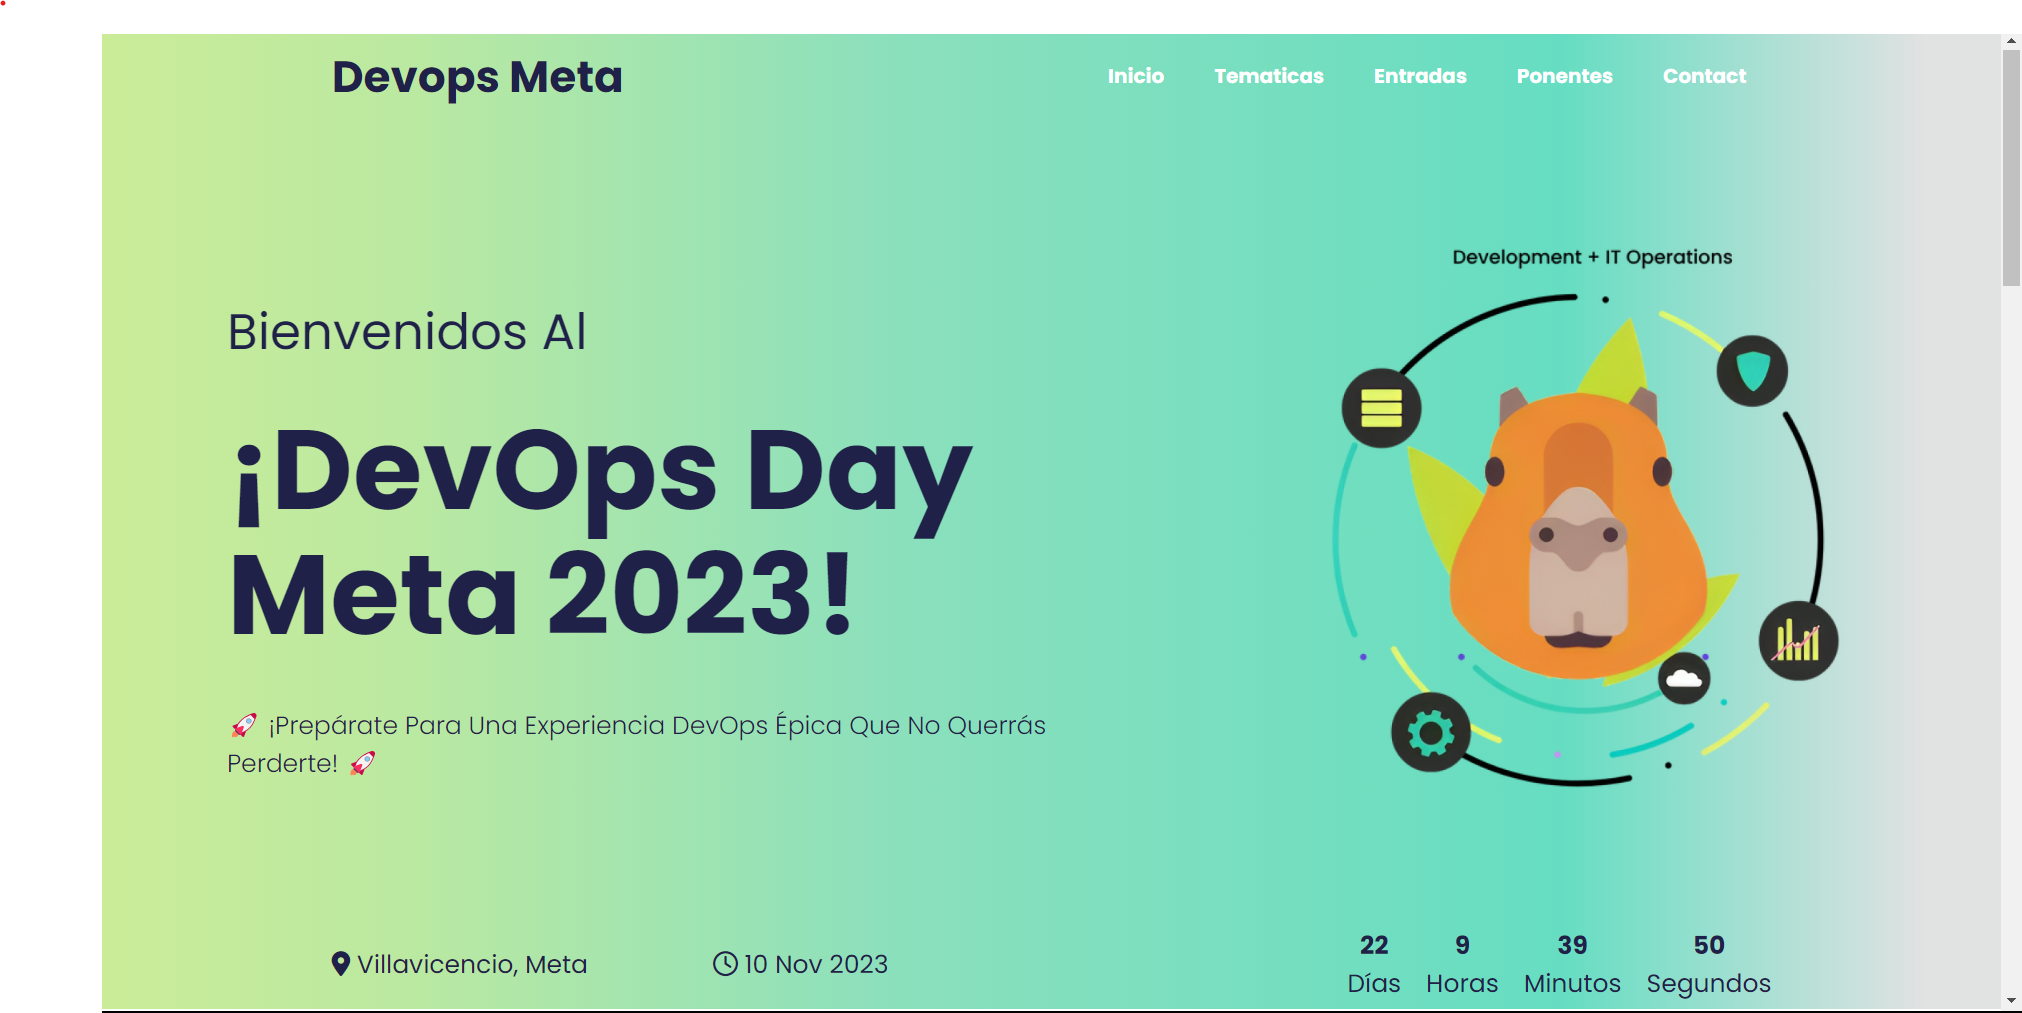 Devops Meta
Inicio Tematicas Entradas Ponentes Contact
Development + IT Operations
Bienvenidos Al
¡DevOps Day
Meta 2023!
🚀 ¡Prepárate Para Una Experiencia DevOps Épica Que No Querrás
Perderte! 🚀
Villavicencio, Meta
10 Nov 2023
22 9 39 50
Días Horas Minutos Segundos